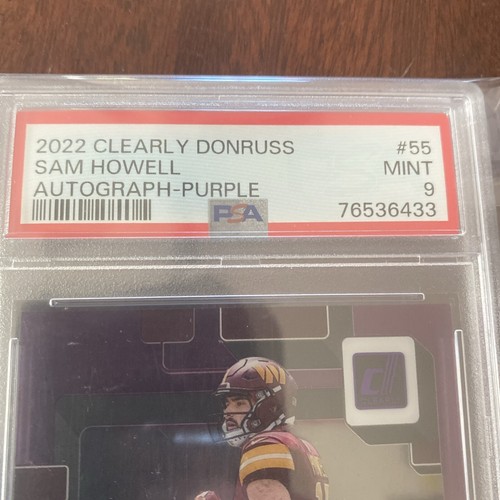 2022 CLEARLY DONRUSS #55
SAM HOWELL MINT
AUTOGRAPH-PURPLE 9
PSA 76536433